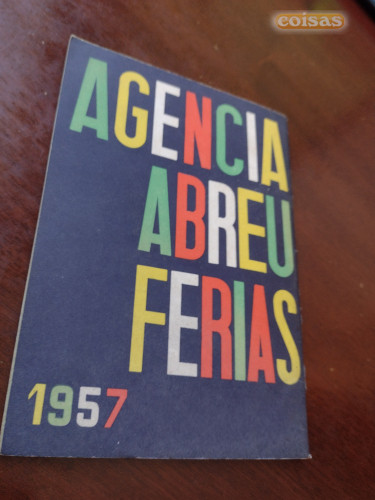 coisas
AGENCIA
ABREU
FERIAS
1957